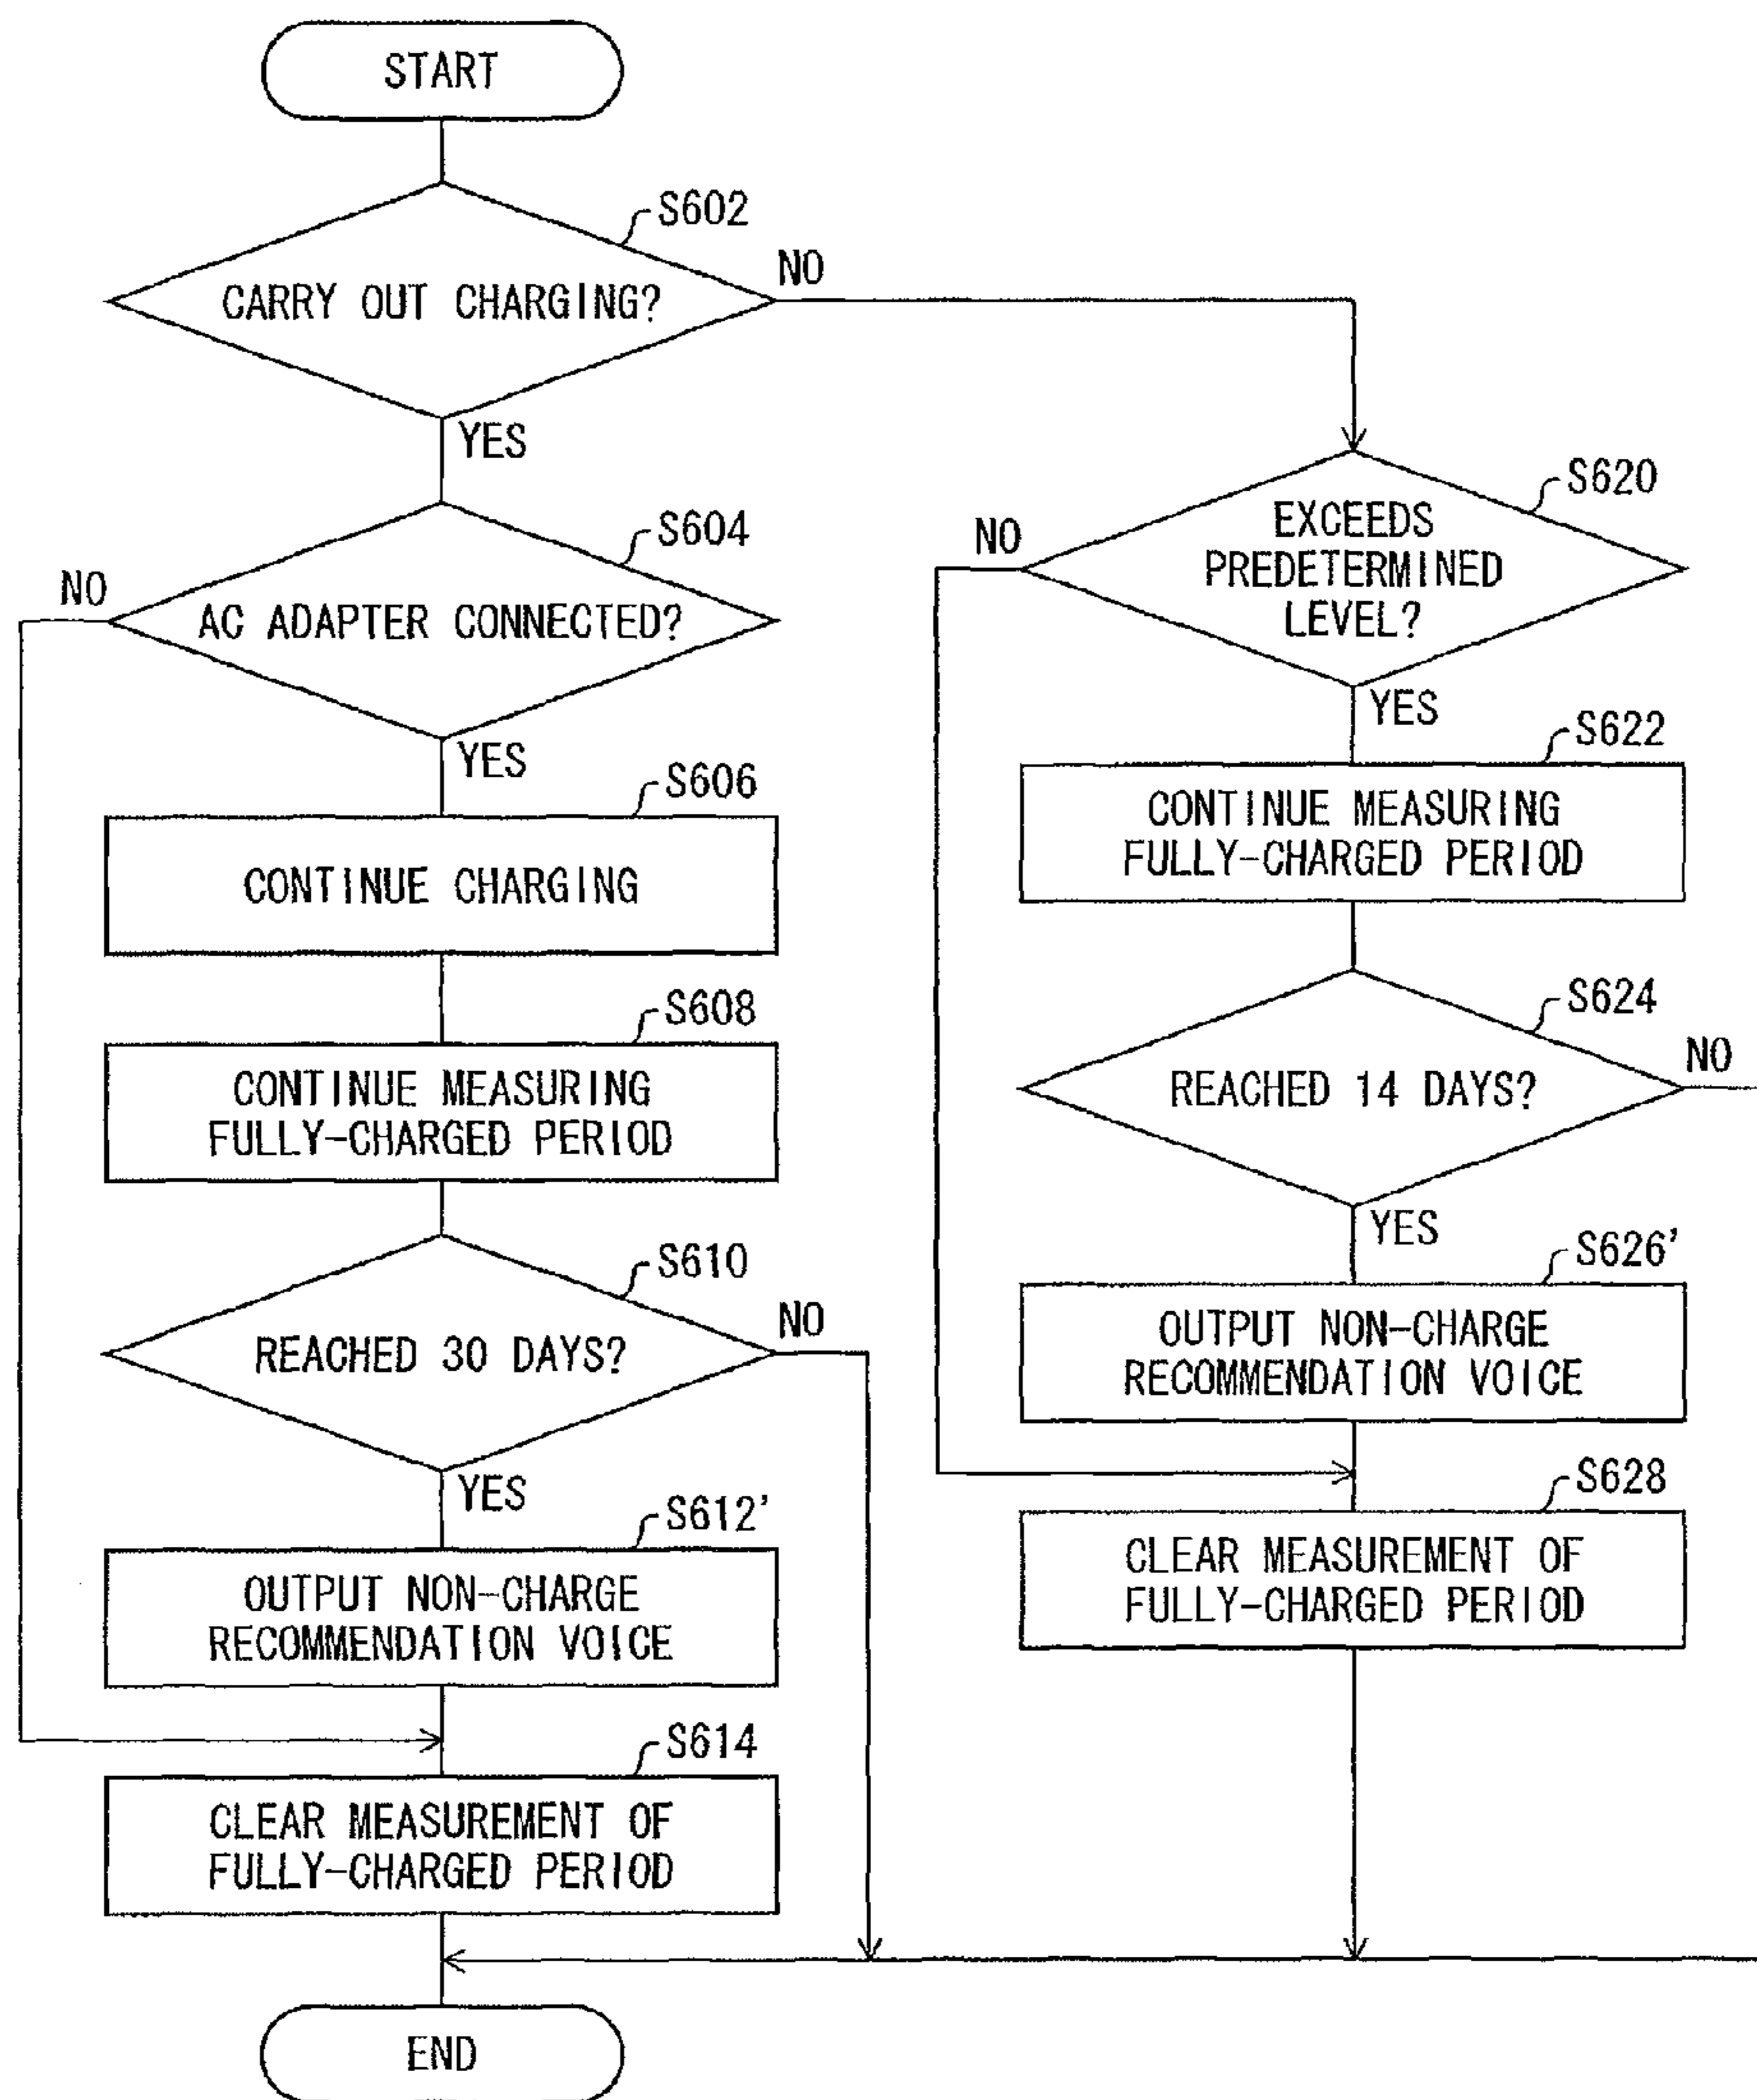 START
S602
CARRY OUT CHARGING?
NO
YES
S604
AC ADAPTER CONNECTED?
NO
YES
S606
CONTINUE CHARGING
S608
CONTINUE MEASURING
FULLY-CHARGED PERIOD
S610
REACHED 30 DAYS?
NO
YES
S612'
OUTPUT NON-CHARGE
RECOMMENDATION VOICE
S614
CLEAR MEASUREMENT OF
FULLY-CHARGED PERIOD
END
S620
EXCEEDS
PREDETERMINED
LEVEL?
NO
YES
S622
CONTINUE MEASURING
FULLY-CHARGED PERIOD
S624
REACHED 14 DAYS?
NO
YES
S626'
OUTPUT NON-CHARGE
RECOMMENDATION VOICE
S628
CLEAR MEASUREMENT OF
FULLY-CHARGED PERIOD